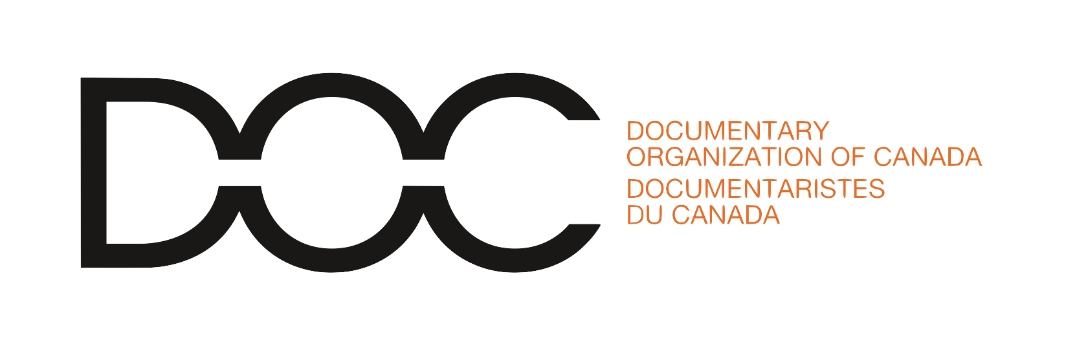 DOC
DOCUMENTARY
ORGANIZATION OF CANADA
DOCUMENTARISTES
DU CANADA